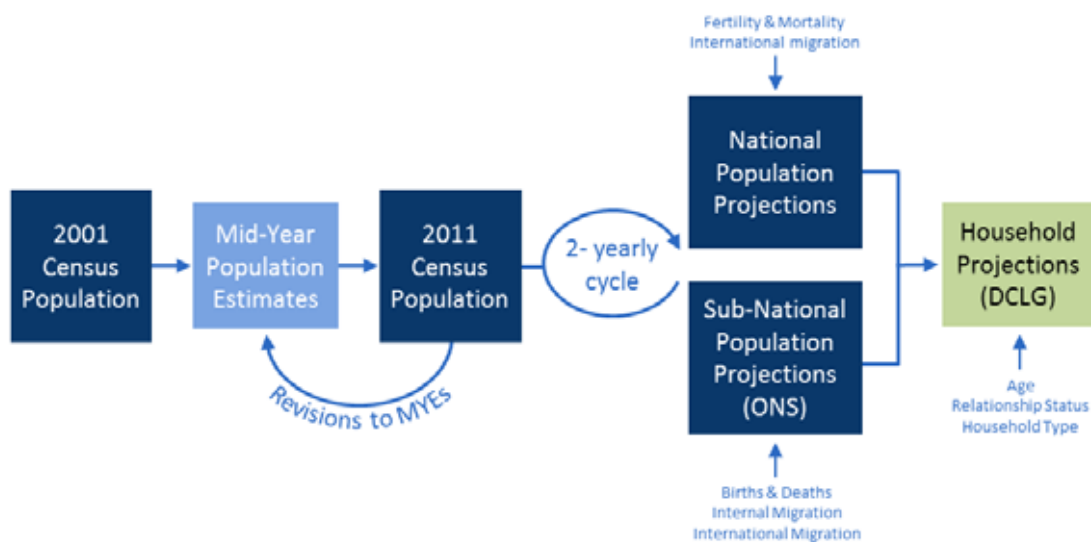 Fertility & Mortality
International migration
National
Population
Projections
2001
Census
Population
Mid-Year
Population
Estimates
2011
Census
Population
2- yearly
cycle
Household
Projections
(DCLG)
Sub-National
Population
Projections
(ONS)
Revisions to MYEs
Age
Relationship Status
Household Type
Births & Deaths
Internal Migration
International Migration